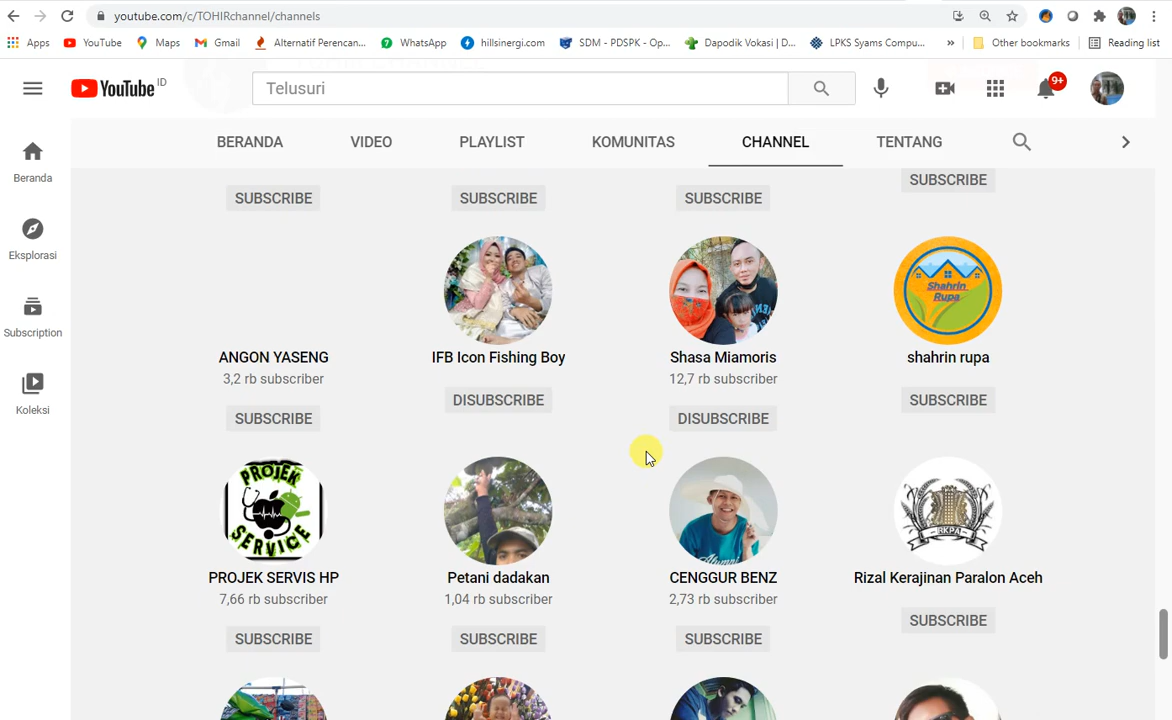 youtube.com/c/TOHIRchannel/channels
Apps YouTube Maps Gmail Alternatif Perencan... WhatsApp hillsinergi.com SDM - PDSPK - Op... Dapodik Vokasi | D... LPKS Syams Compu... » Other bookmarks Reading list
YouTube ID
Telusuri
9+
BERANDA VIDEO PLAYLIST KOMUNITAS CHANNEL TENTANG
Beranda
Eksplorasi
Subscription
Koleksi
SUBSCRIBE SUBSCRIBE SUBSCRIBE SUBSCRIBE
Shahrin
Rupa
ANGON YASENG IFB Icon Fishing Boy Shasa Miamoris shahrin rupa
3,2 rb subscriber 12,7 rb subscriber
DISUBSCRIBE SUBSCRIBE
SUBSCRIBE DISUBSCRIBE
PROJEK
SERVICE
RKPA
PROJEK SERVIS HP Petani dadakan CENGGUR BENZ Rizal Kerajinan Paralon Aceh
7,66 rb subscriber 1,04 rb subscriber 2,73 rb subscriber
SUBSCRIBE
SUBSCRIBE SUBSCRIBE SUBSCRIBE